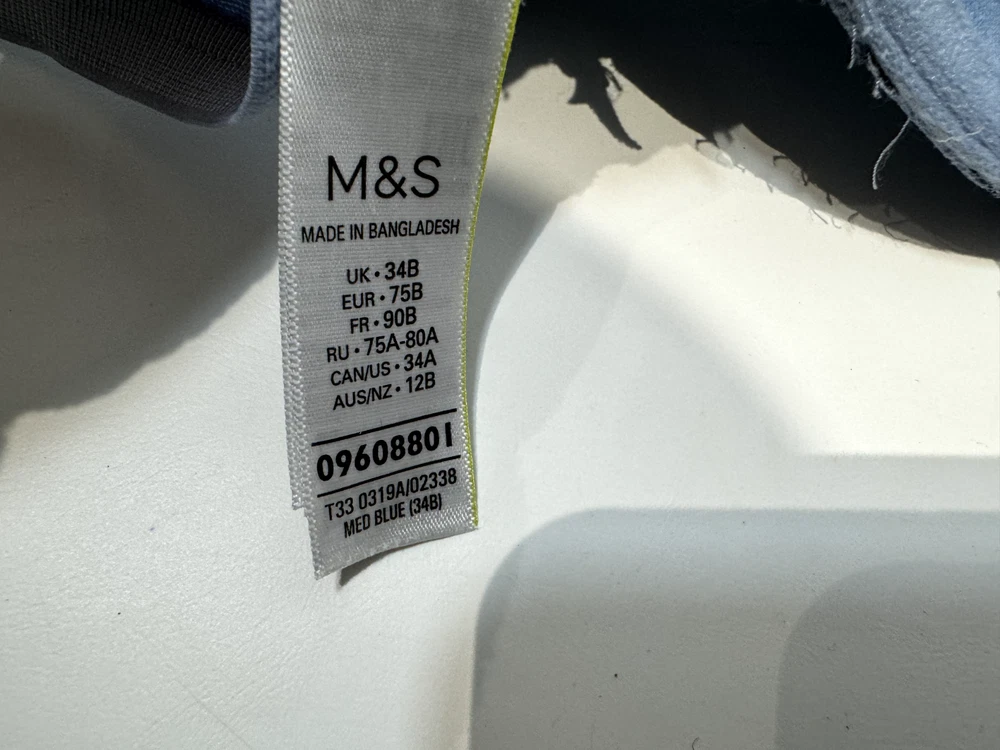 M&S
MADE IN BANGLADESH
UK • 34B
EUR • 75B
FR • 90B
RU • 75A-80A
CAN/US • 34A
AUS/NZ • 12B
09608801
T33 0319A/02338
MED BLUE (34B)